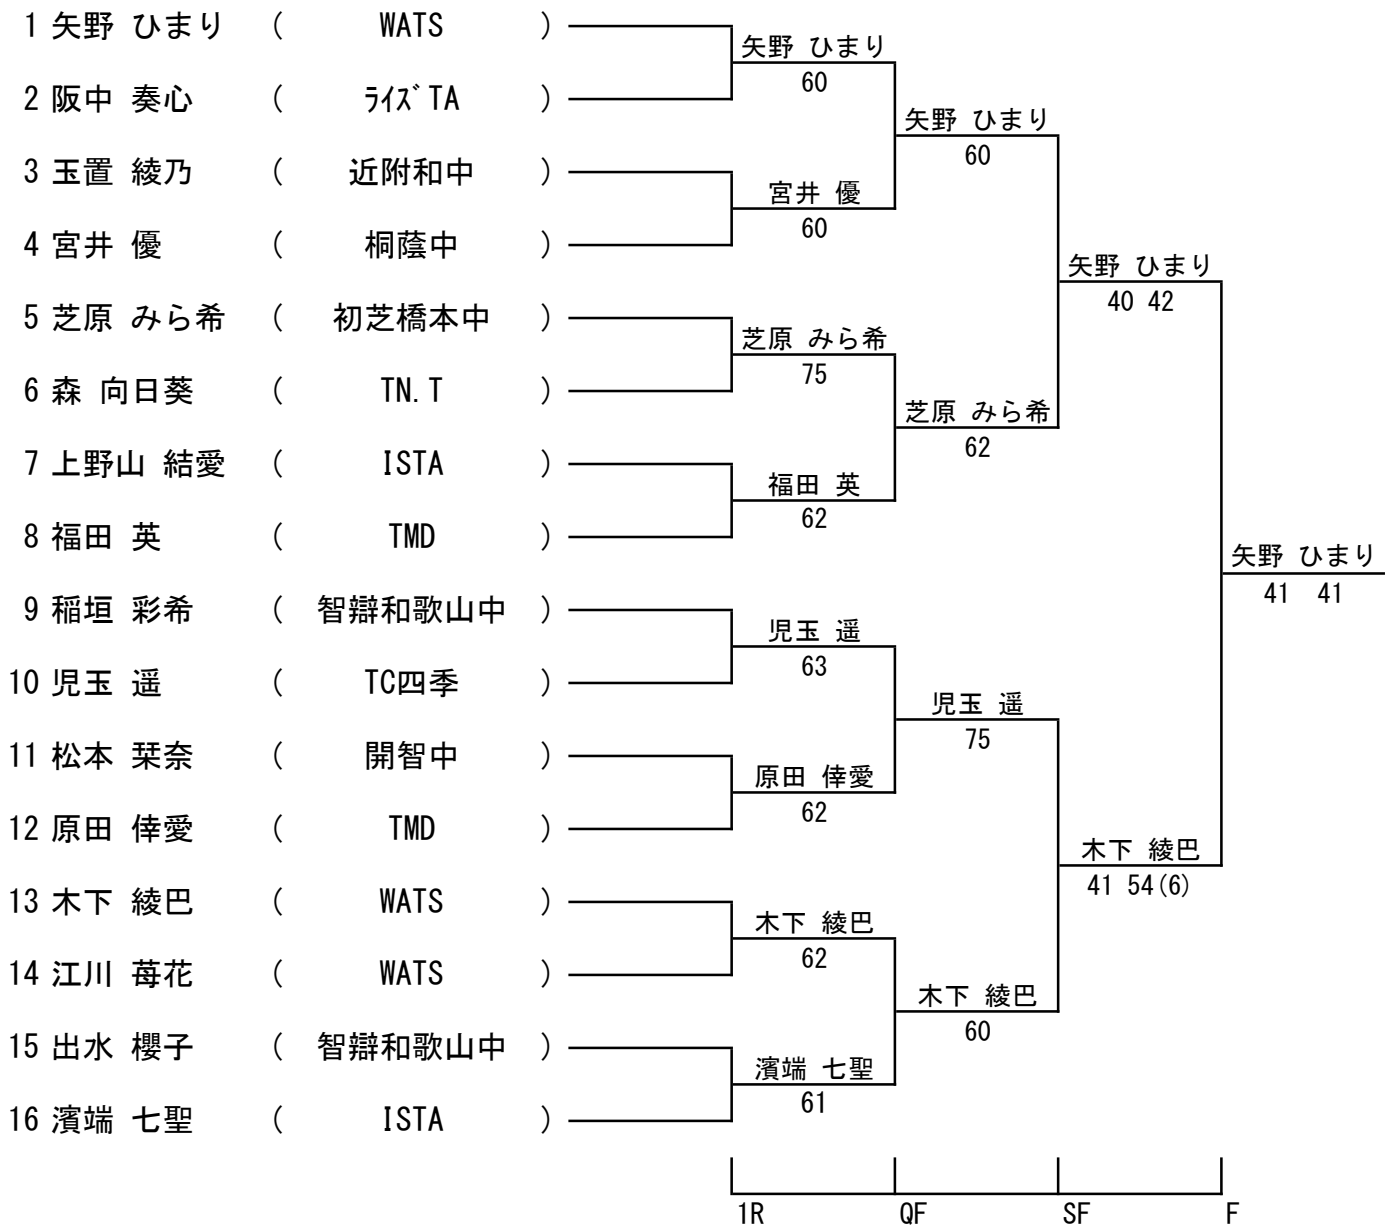 1 矢野 ひまり ( WATS )
矢野 ひまり
60
2 阪中 奏心 ( ﾗｲｽﾞTA )
矢野 ひまり
60
3 玉置 綾乃 ( 近附和中 )
宮井 優
60
4 宮井 優 ( 桐蔭中 )
矢野 ひまり
40 42
5 芝原 みら希 ( 初芝橋本中 )
芝原 みら希
75
6 森 向日葵 ( TN.T )
芝原 みら希
62
7 上野山 結愛 ( ISTA )
福田 英
62
8 福田 英 ( TMD )
矢野 ひまり
41 41
9 稲垣 彩希 ( 智辯和歌山中 )
児玉 遥
63
10 児玉 遥 ( TC四季 )
児玉 遥
75
11 松本 栞奈 ( 開智中 )
原田 倖愛
62
12 原田 倖愛 ( TMD )
木下 綾巴
41 54(6)
13 木下 綾巴 ( WATS )
木下 綾巴
62
14 江川 苺花 ( WATS )
木下 綾巴
60
15 出水 櫻子 ( 智辯和歌山中 )
濱端 七聖
61
16 濱端 七聖 ( ISTA )
1R QF SF F